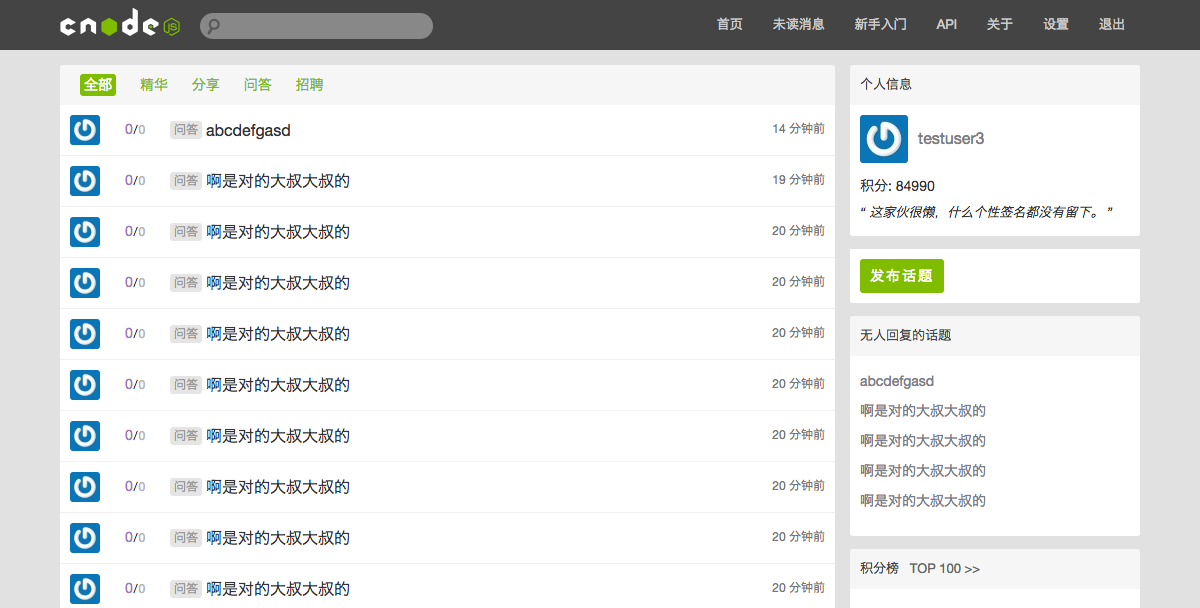 cnode JS
首页 未读消息 新手入门 API 关于 设置 退出
全部 精华 分享 问答 招聘
0/0 问答 abcdefgasd 14 分钟前
0/0 问答 啊是对的大叔大叔的 19 分钟前
0/0 问答 啊是对的大叔大叔的 20 分钟前
0/0 问答 啊是对的大叔大叔的 20 分钟前
0/0 问答 啊是对的大叔大叔的 20 分钟前
0/0 问答 啊是对的大叔大叔的 20 分钟前
0/0 问答 啊是对的大叔大叔的 20 分钟前
0/0 问答 啊是对的大叔大叔的 20 分钟前
0/0 问答 啊是对的大叔大叔的 20 分钟前
0/0 问答 啊是对的大叔大叔的 20 分钟前
个人信息
testuser3
积分: 84990
“ 这家伙很懒，什么个性签名都没有留下。 ”
发布话题
无人回复的话题
abcdefgasd
啊是对的大叔大叔的
啊是对的大叔大叔的
啊是对的大叔大叔的
啊是对的大叔大叔的
积分榜 TOP 100 >>